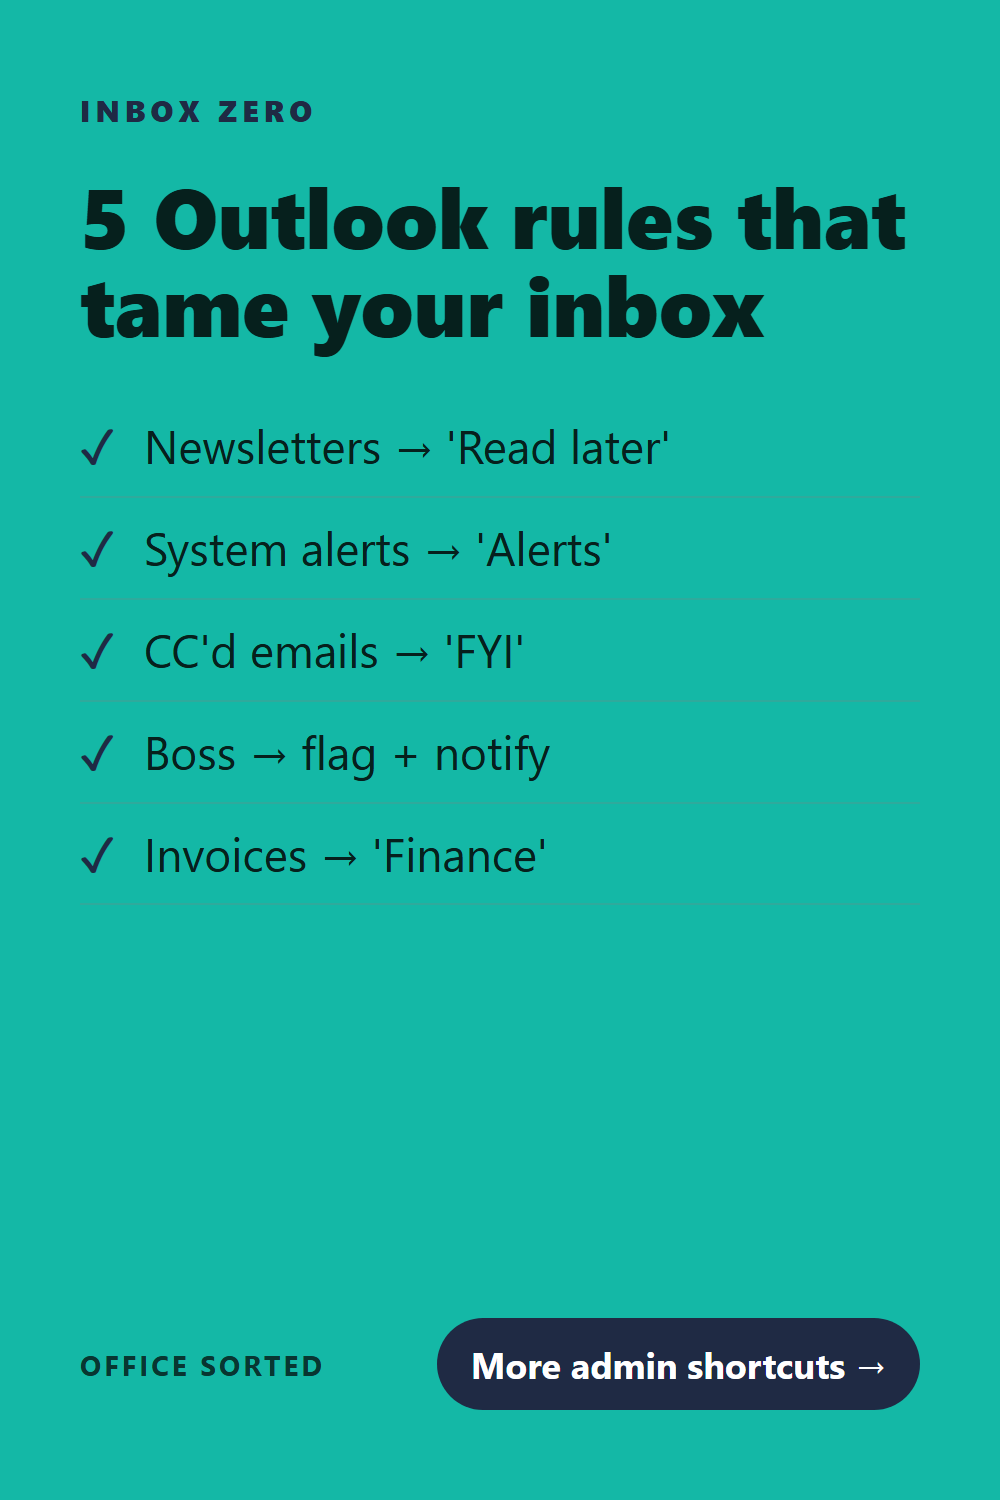 INBOX ZERO
5 Outlook rules that
tame your inbox
✓ Newsletters → 'Read later'
✓ System alerts → 'Alerts'
✓ CC'd emails → 'FYI'
✓ Boss → flag + notify
✓ Invoices → 'Finance'
OFFICE SORTED
More admin shortcuts →